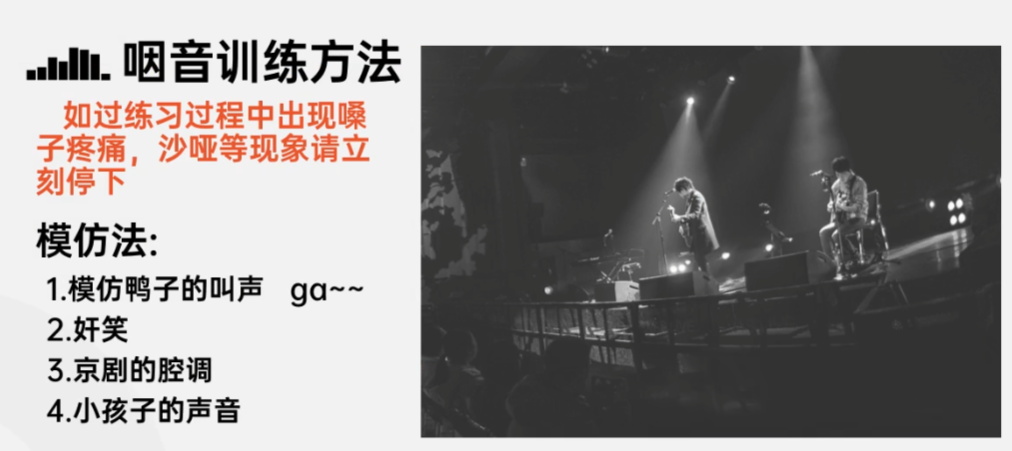 咽音训练方法
如过练习过程中出现嗓
子疼痛，沙哑等现象请立
刻停下
模仿法:
1.模仿鸭子的叫声 ga~~
2.奸笑
3.京剧的腔调
4.小孩子的声音